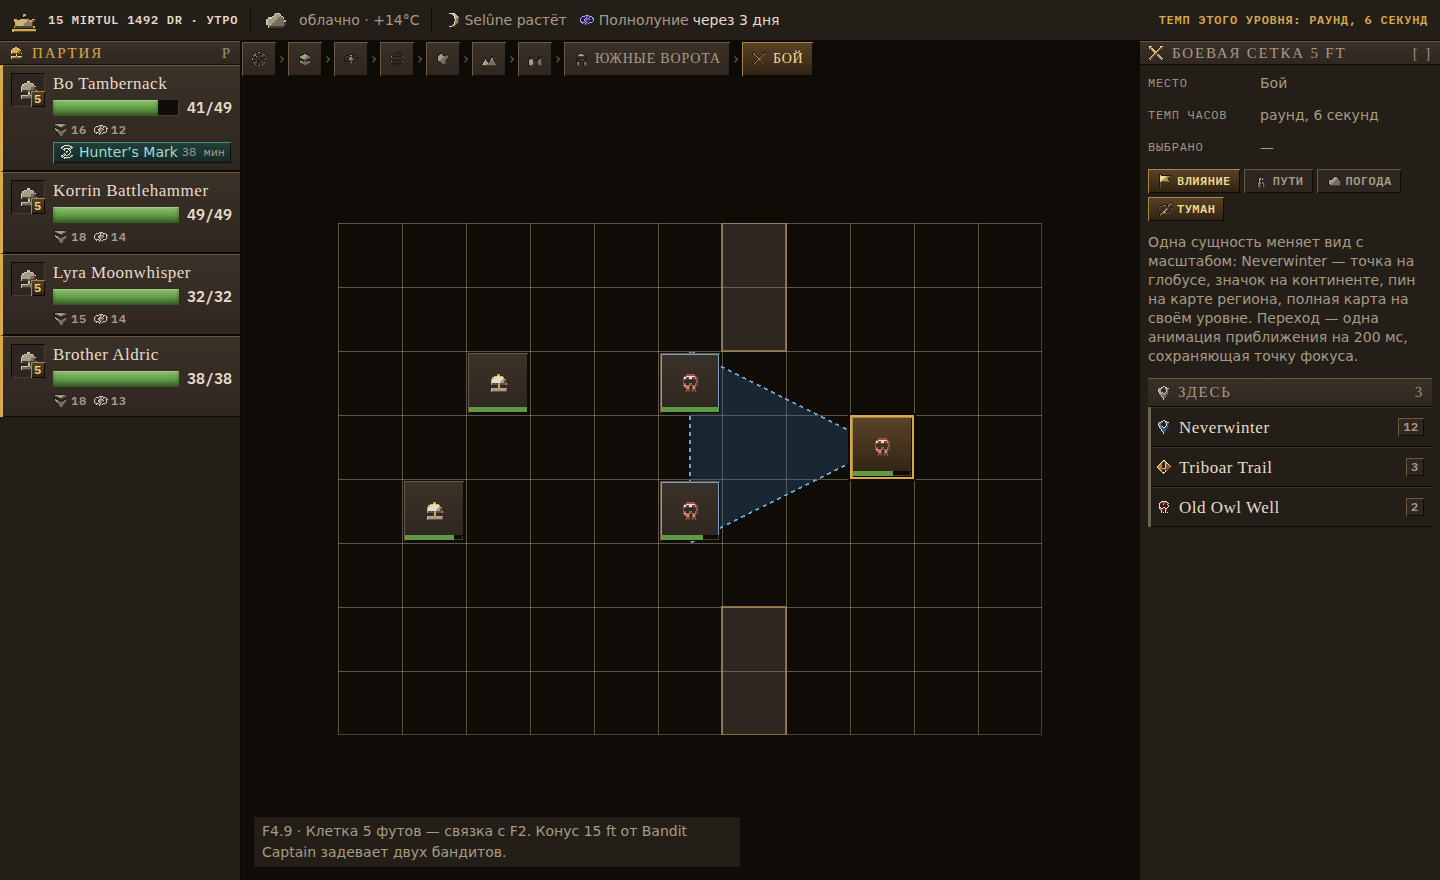 15 MIRTUL 1492 DR · УТРО
облачно · +14°C
Selûne растёт
Полнолуние через 3 дня
ТЕМП ЭТОГО УРОВНЯ: РАУНД, 6 СЕКУНД
ПАРТИЯ P
5
Bo Tambernack
41/49
16 12
Hunter's Mark 38 мин
5
Korrin Battlehammer
49/49
18 14
5
Lyra Moonwhisper
32/32
15 14
5
Brother Aldric
38/38
18 13
› › › › › › › ЮЖНЫЕ ВОРОТА › БОЙ
F4.9 · Клетка 5 футов — связка с F2. Конус 15 ft от Bandit
Captain задевает двух бандитов.
БОЕВАЯ СЕТКА 5 FT [ ]
МЕСТО Бой
ТЕМП ЧАСОВ раунд, 6 секунд
ВЫБРАНО —
ВЛИЯНИЕ ПУТИ ПОГОДА
ТУМАН
Одна сущность меняет вид с
масштабом: Neverwinter — точка на
глобусе, значок на континенте, пин
на карте региона, полная карта на
своём уровне. Переход — одна
анимация приближения на 200 мс,
сохраняющая точку фокуса.
ЗДЕСЬ 3
Neverwinter 12
Triboar Trail 3
Old Owl Well 2